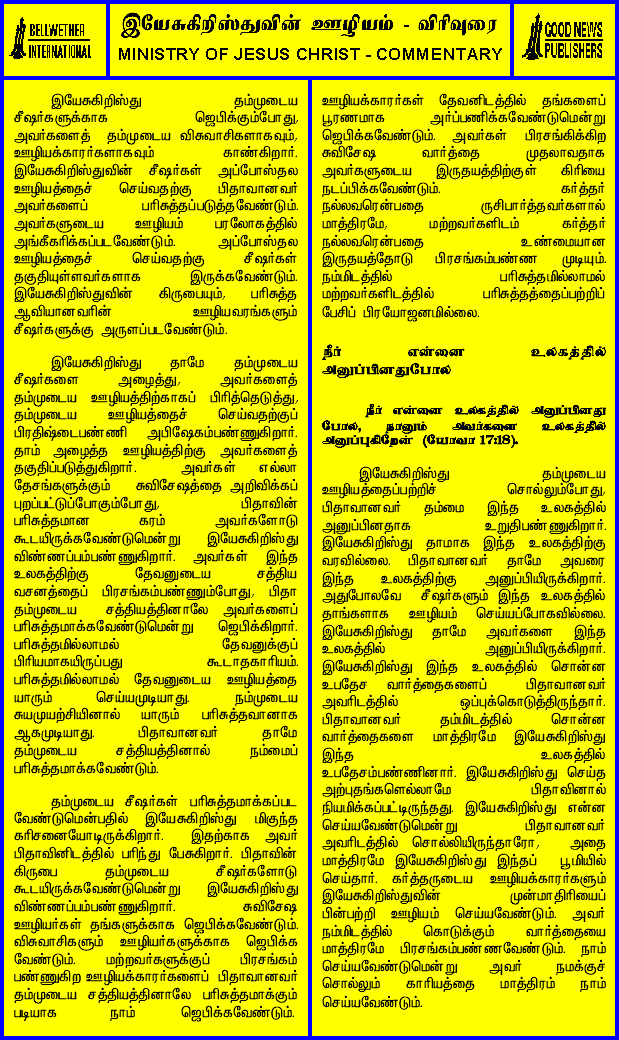 BELLWETHER
INTERNATIONAL
இயேசுகிறிஸ்துவின் ஊழியம் - விரிவுரை
MINISTRY OF JESUS CHRIST - COMMENTARY
GOOD NEWS
PUBLISHERS
இயேசுகிறிஸ்து தம்முடைய
சீஷர்களுக்காக ஜெபிக்கும்போது,
அவர்களைத் தம்முடைய விசுவாசிகளாகவும்,
ஊழியக்காரர்களாகவும் காண்கிறார்.
இயேசுகிறிஸ்துவின் சீஷர்கள் அப்போஸ்தல
ஊழியத்தைச் செய்வதற்கு பிதாவானவர்
அவர்களைப் பரிசுத்தப்படுத்தவேண்டும்.
அவர்களுடைய ஊழியம் பரலோகத்தில்
அங்கீகரிக்கப்படவேண்டும். அப்போஸ்தல
ஊழியத்தைச் செய்வதற்கு சீஷர்கள்
தகுதியுள்ளவர்களாக இருக்கவேண்டும்.
இயேசுகிறிஸ்துவின் கிருபையும், பரிசுத்த
ஆவியானவரின் ஊழியவரங்களும்
சீஷர்களுக்கு அருளப்படவேண்டும்.
இயேசுகிறிஸ்து தாமே தம்முடைய
சீஷர்களை அழைத்து, அவர்களைத்
தம்முடைய ஊழியத்திற்காகப் பிரித்தெடுத்து,
தம்முடைய ஊழியத்தைச் செய்வதற்குப்
பிரதிஷ்டைபண்ணி அபிஷேகம்பண்ணுகிறார்.
தாம் அழைத்த ஊழியத்திற்கு அவர்களைத்
தகுதிப்படுத்துகிறார். அவர்கள் எல்லா
தேசங்களுக்கும் சுவிசேஷத்தை அறிவிக்கப்
புறப்பட்டுப்போகும்போது, பிதாவின்
பரிசுத்தமான கரம் அவர்களோடு
கூடயிருக்கவேண்டுமென்று இயேசுகிறிஸ்து
விண்ணப்பம்பண்ணுகிறார். அவர்கள் இந்த
உலகத்திற்கு தேவனுடைய சத்திய
வசனத்தைப் பிரசங்கம்பண்ணும்போது, பிதா
தம்முடைய சத்தியத்தினாலே அவர்களைப்
பரிசுத்தமாக்கவேண்டுமென்று ஜெபிக்கிறார்.
பரிசுத்தமில்லாமல் தேவனுக்குப்
பிரியமாகயிருப்பது கூடாதகாரியம்.
பரிசுத்தமில்லாமல் தேவனுடைய ஊழியத்தை
யாரும் செய்யமுடியாது. நம்முடைய
சுயமுயற்சியினால் யாரும் பரிசுத்தவானாக
ஆகமுடியாது. பிதாவானவர் தாமே
தம்முடைய சத்தியத்தினால் நம்மைப்
பரிசுத்தமாக்கவேண்டும்.
தம்முடைய சீஷர்கள் பரிசுத்தமாக்கப்பட
வேண்டுமென்பதில் இயேசுகிறிஸ்து மிகுந்த
கரிசனையோடிருக்கிறார். இதற்காக அவர்
பிதாவினிடத்தில் பரிந்து பேசுகிறார். பிதாவின்
கிருபை தம்முடைய சீஷர்களோடு
கூடயிருக்கவேண்டுமென்று இயேசுகிறிஸ்து
விண்ணப்பம்பண்ணுகிறார். சுவிசேஷ
ஊழியர்கள் தங்களுக்காக ஜெபிக்கவேண்டும்.
விசுவாசிகளும் ஊழியர்களுக்காக ஜெபிக்க
வேண்டும். மற்றவர்களுக்குப் பிரசங்கம்
பண்ணுகிற ஊழியக்காரர்களைப் பிதாவானவர்
தம்முடைய சத்தியத்தினாலே பரிசுத்தமாக்கும்
படியாக நாம் ஜெபிக்கவேண்டும்.
ஊழியக்காரர்கள் தேவனிடத்தில் தங்களைப்
பூரணமாக அர்ப்பணிக்கவேண்டுமென்று
ஜெபிக்கவேண்டும். அவர்கள் பிரசங்கிக்கிற
சுவிசேஷ வார்த்தை முதலாவதாக
அவர்களுடைய இருதயத்திற்குள் கிரியை
நடப்பிக்கவேண்டும். கர்த்தர்
நல்லவரென்பதை ருசிபார்த்தவர்களால்
மாத்திரமே, மற்றவர்களிடம் கர்த்தர்
நல்லவரென்பதை உண்மையான
இருதயத்தோடு பிரசங்கம்பண்ண முடியும்.
நம்மிடத்தில் பரிசுத்தமில்லாமல்
மற்றவர்களிடத்தில் பரிசுத்தத்தைப்பற்றிப்
பேசிப் பிரயோஜனமில்லை.
நீர் என்னை உலகத்தில்
அனுப்பினதுபோல
நீர் என்னை உலகத்தில் அனுப்பினது
போல, நானும் அவர்களை உலகத்தில்
அனுப்புகிறேன் (யோவா 17:18).
இயேசுகிறிஸ்து தம்முடைய
ஊழியத்தைப்பற்றிச் சொல்லும்போது,
பிதாவானவர் தம்மை இந்த உலகத்தில்
அனுப்பினதாக உறுதிபண்ணுகிறார்.
இயேசுகிறிஸ்து தாமாக இந்த உலகத்திற்கு
வரவில்லை. பிதாவானவர் தாமே அவரை
இந்த உலகத்திற்கு அனுப்பியிருக்கிறார்.
அதுபோலவே சீஷர்களும் இந்த உலகத்தில்
தாங்களாக ஊழியம் செய்யப்போகவில்லை.
இயேசுகிறிஸ்து தாமே அவர்களை இந்த
உலகத்தில் அனுப்பியிருக்கிறார்.
இயேசுகிறிஸ்து இந்த உலகத்தில் சொன்ன
உபதேச வார்த்தைகளைப் பிதாவானவர்
அவரிடத்தில் ஒப்புக்கொடுத்திருந்தார்.
பிதாவானவர் தம்மிடத்தில் சொன்ன
வார்த்தைகளை மாத்திரமே இயேசுகிறிஸ்து
இந்த உலகத்தில்
உபதேசம்பண்ணினார். இயேசுகிறிஸ்து செய்த
அற்புதங்களெல்லாமே பிதாவினால்
நியமிக்கப்பட்டிருந்தது. இயேசுகிறிஸ்து என்ன
செய்யவேண்டுமென்று பிதாவானவர்
அவரிடத்தில் சொல்லியிருந்தாரோ, அதை
மாத்திரமே இயேசுகிறிஸ்து இந்தப் பூமியில்
செய்தார். கர்த்தருடைய ஊழியக்காரர்களும்
இயேசுகிறிஸ்துவின் முன்மாதிரியைப்
பின்பற்றி ஊழியம் செய்யவேண்டும். அவர்
நம்மிடத்தில் கொடுக்கும் வார்த்தையை
மாத்திரமே பிரசங்கம்பண்ணவேண்டும். நாம்
செய்யவேண்டுமென்று அவர் நமக்குச்
சொல்லும் காரியத்தை மாத்திரம் நாம்
செய்யவேண்டும்.